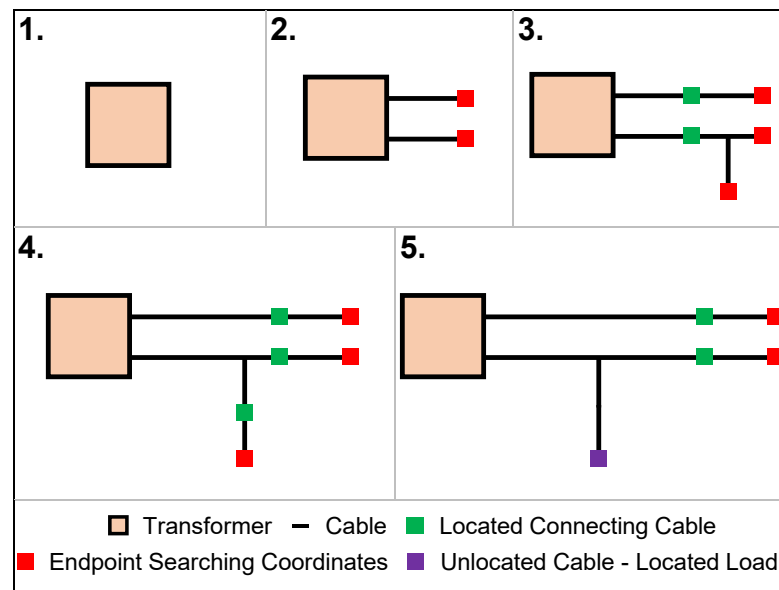 1.
2.
3.
4.
5.
Transformer
Cable
Located Connecting Cable
Endpoint Searching Coordinates
Unlocated Cable - Located Load